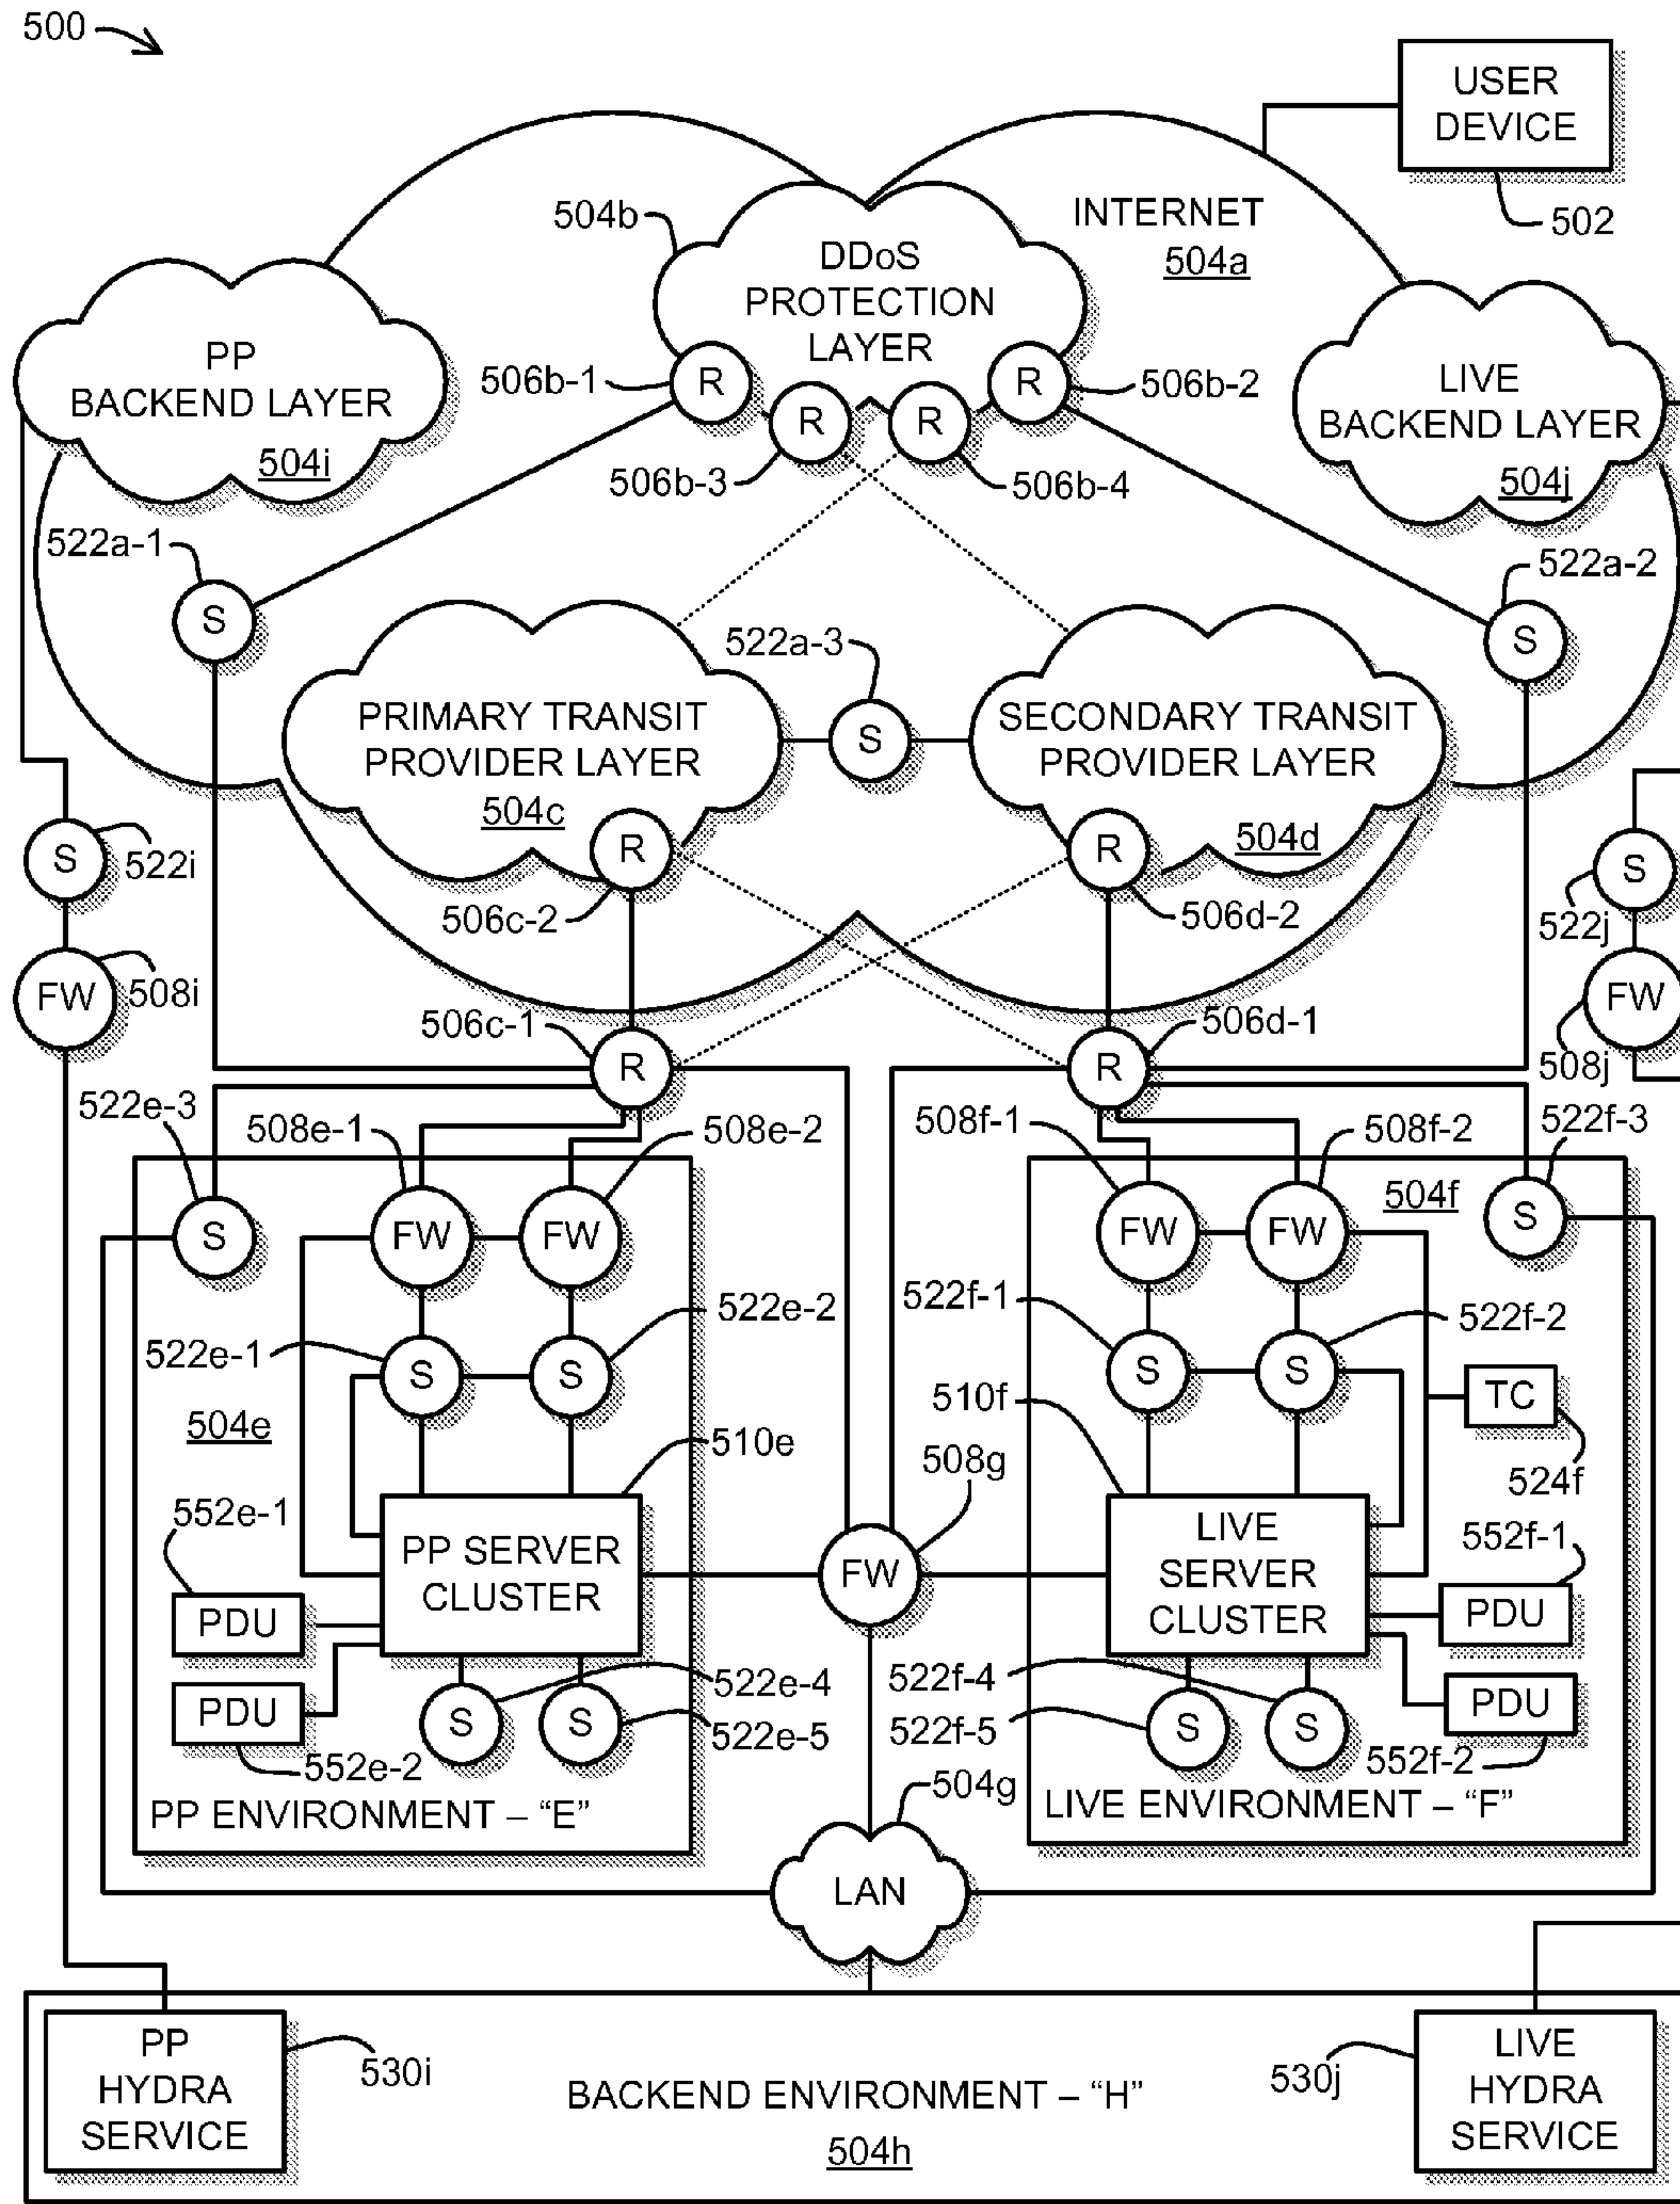 500
USER
DEVICE
502
504b
DDoS
PROTECTION
LAYER
INTERNET
504a
PP
BACKEND LAYER
504i
506b-1
R
R
R
R
506b-2
506b-3
506b-4
LIVE
BACKEND LAYER
504j
522a-1
S
522a-2
S
522a-3
S
PRIMARY TRANSIT
PROVIDER LAYER
504c
R
506c-2
SECONDARY TRANSIT
PROVIDER LAYER
504d
R
506d-2
S
522i
FW
508i
S
522j
FW
508j
506c-1
R
506d-1
R
522e-3
508e-1
508e-2
508f-1
508f-2
522f-3
S
FW
FW
FW
FW
504f
S
522e-1
S
S
522e-2
522f-1
S
S
522f-2
504e
510e
510f
508g
TC
524f
552e-1
PDU
PP SERVER
CLUSTER
FW
LIVE
SERVER
CLUSTER
552f-1
PDU
PDU
552e-2
S
S
522e-4
522e-5
522f-4
522f-5
S
S
PDU
552f-2
PP ENVIRONMENT – “E”
504g
LIVE ENVIRONMENT – “F”
LAN
PP
HYDRA
SERVICE
530i
BACKEND ENVIRONMENT – “H”
504h
530j
LIVE
HYDRA
SERVICE